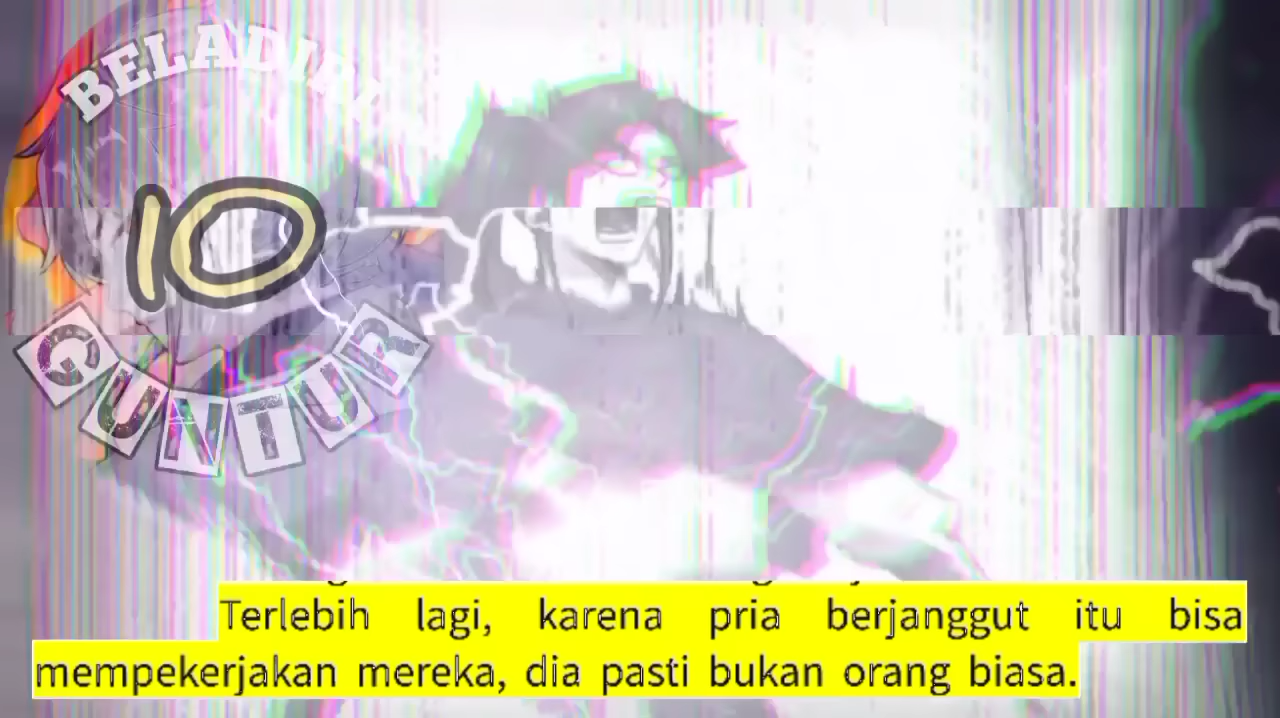 BELADIRI
10
GUNTUR
Terlebih lagi, karena pria berjanggut itu bisa
mempekerjakan mereka, dia pasti bukan orang biasa.